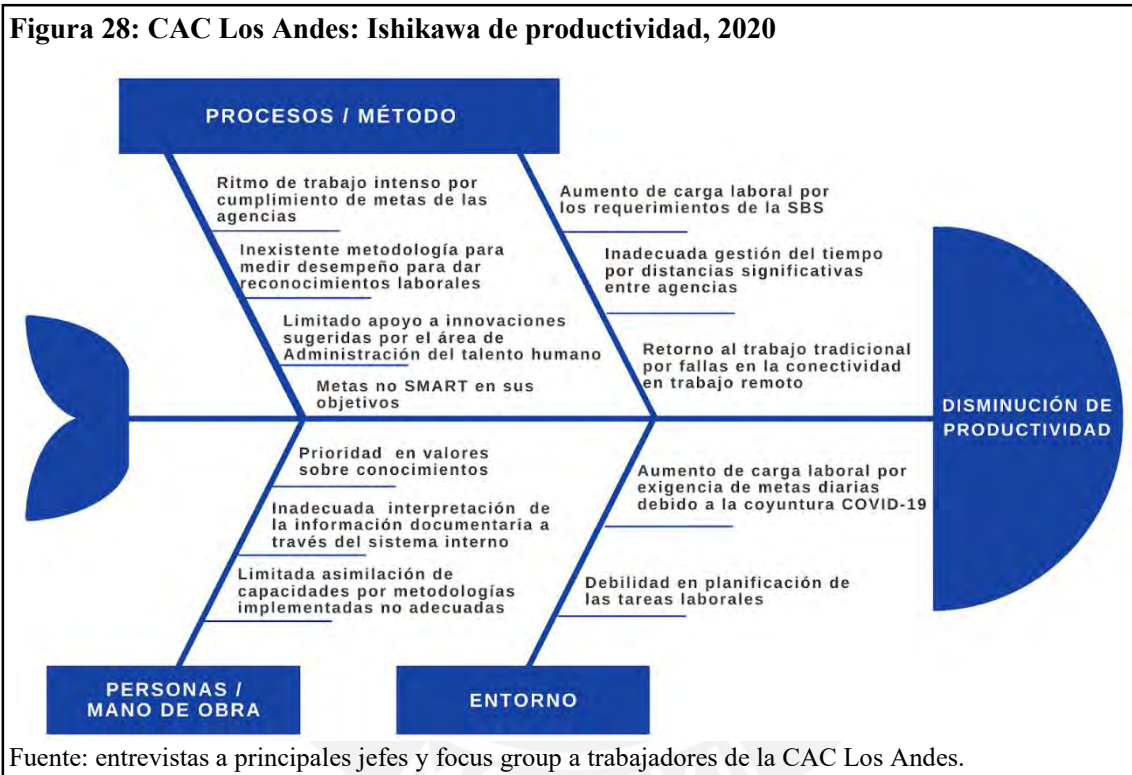 Figura 28: CAC Los Andes: Ishikawa de productividad, 2020
PROCESOS / MÉTODO
Ritmo de trabajo intenso por
cumplimiento de metas de las
agencias
Inexistente metodología para
medir desempeño para dar
reconocimientos laborales
Limitado apoyo a innovaciones
sugeridas por el área de
Administración del talento humano
Metas no SMART en sus
objetivos
Aumento de carga laboral por
los requerimientos de la SBS
Inadecuada gestión del tiempo
por distancias significativas
entre agencias
Retorno al trabajo tradicional
por fallas en la conectividad
en trabajo remoto
DISMINUCIÓN DE
PRODUCTIVIDAD
Prioridad en valores
sobre conocimientos
Inadecuada interpretación de
la información documentaria a
través del sistema interno
Limitada asimilación de
capacidades por metodologías
implementadas no adecuadas
Aumento de carga laboral por
exigencia de metas diarias
debido a la coyuntura COVID-19
Debilidad en planificación de
las tareas laborales
PERSONAS /
MANO DE OBRA
ENTORNO
Fuente: entrevistas a principales jefes y focus group a trabajadores de la CAC Los Andes.